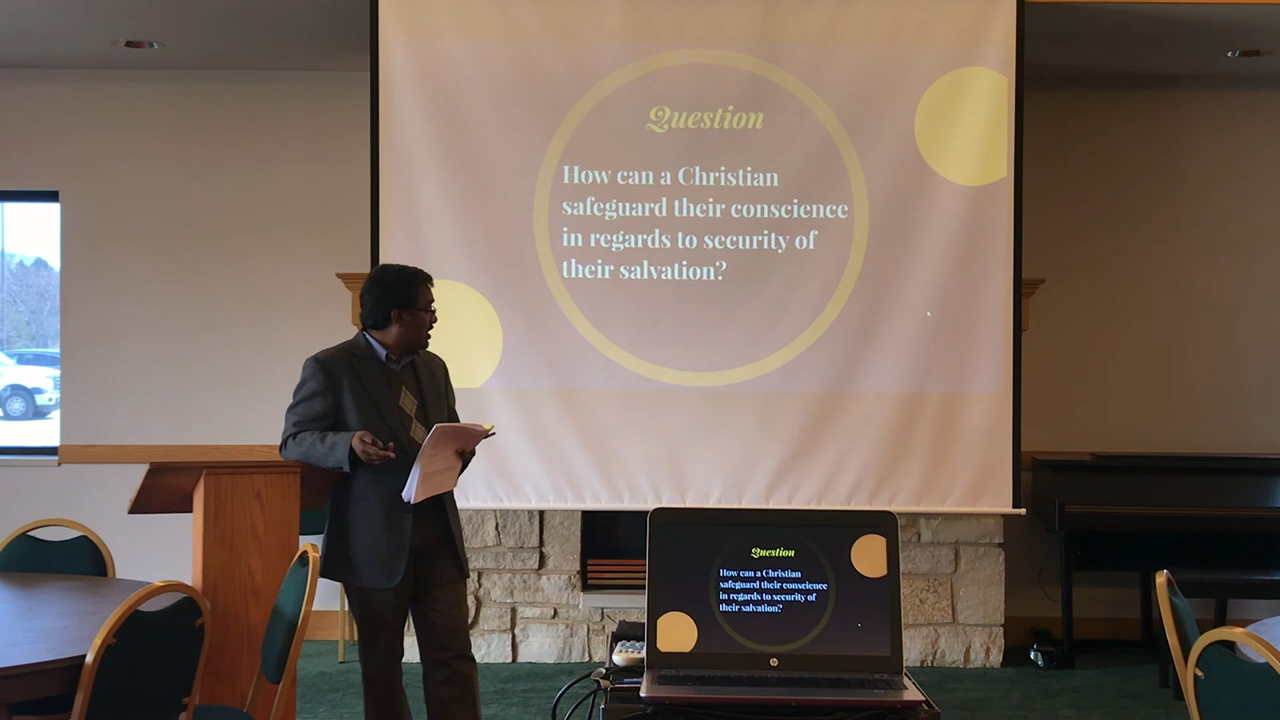 Question
How can a Christian
safeguard their conscience
in regards to security of
their salvation?
Question
How can a Christian
safeguard their conscience
in regards to security of
their salvation?
hp